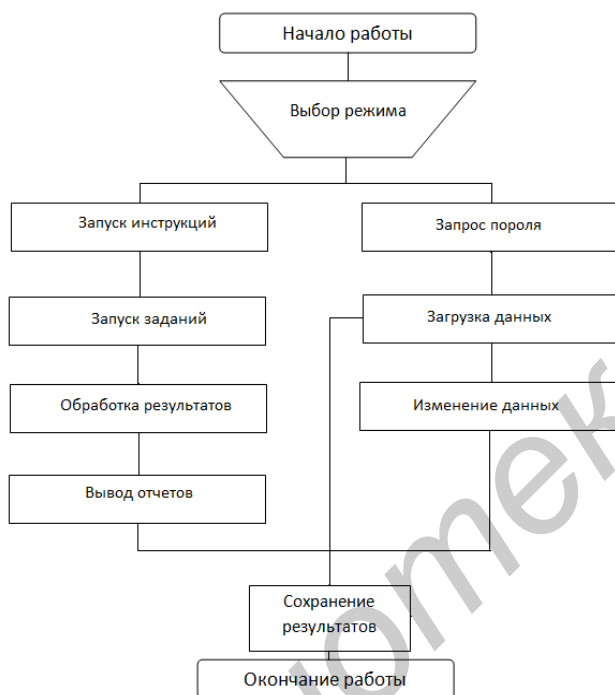 Начало работы
Выбор режима
Запуск инструкций
Запрос пороля
Запуск заданий
Загрузка данных
Обработка результатов
Изменение данных
Вывод отчетов
Сохранение
результатов
Окончание работы